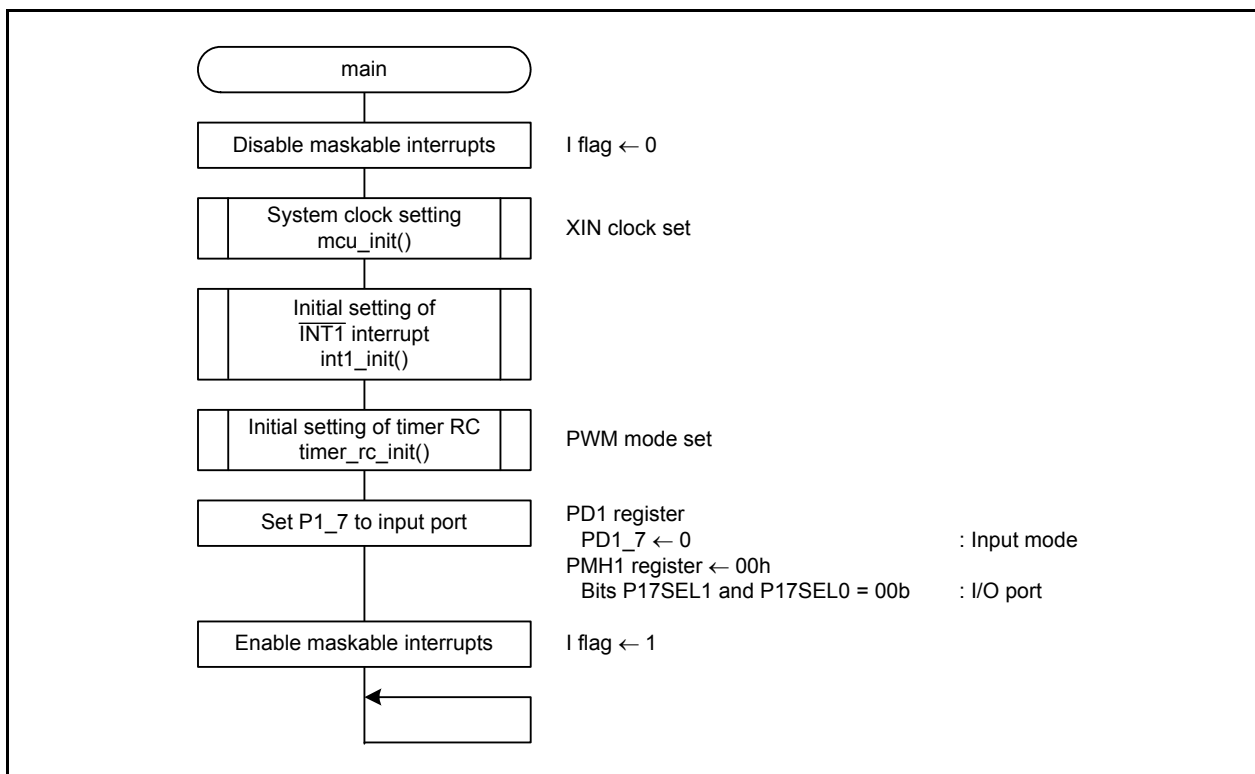 main
Disable maskable interrupts
I flag ← 0
System clock setting
mcu_init()
XIN clock set
Initial setting of
INT1 interrupt
int1_init()
Initial setting of timer RC
timer_rc_init()
PWM mode set
Set P1_7 to input port
PD1 register
PD1_7 ← 0 : Input mode
PMH1 register ← 00h
Bits P17SEL1 and P17SEL0 = 00b : I/O port
Enable maskable interrupts
I flag ← 1